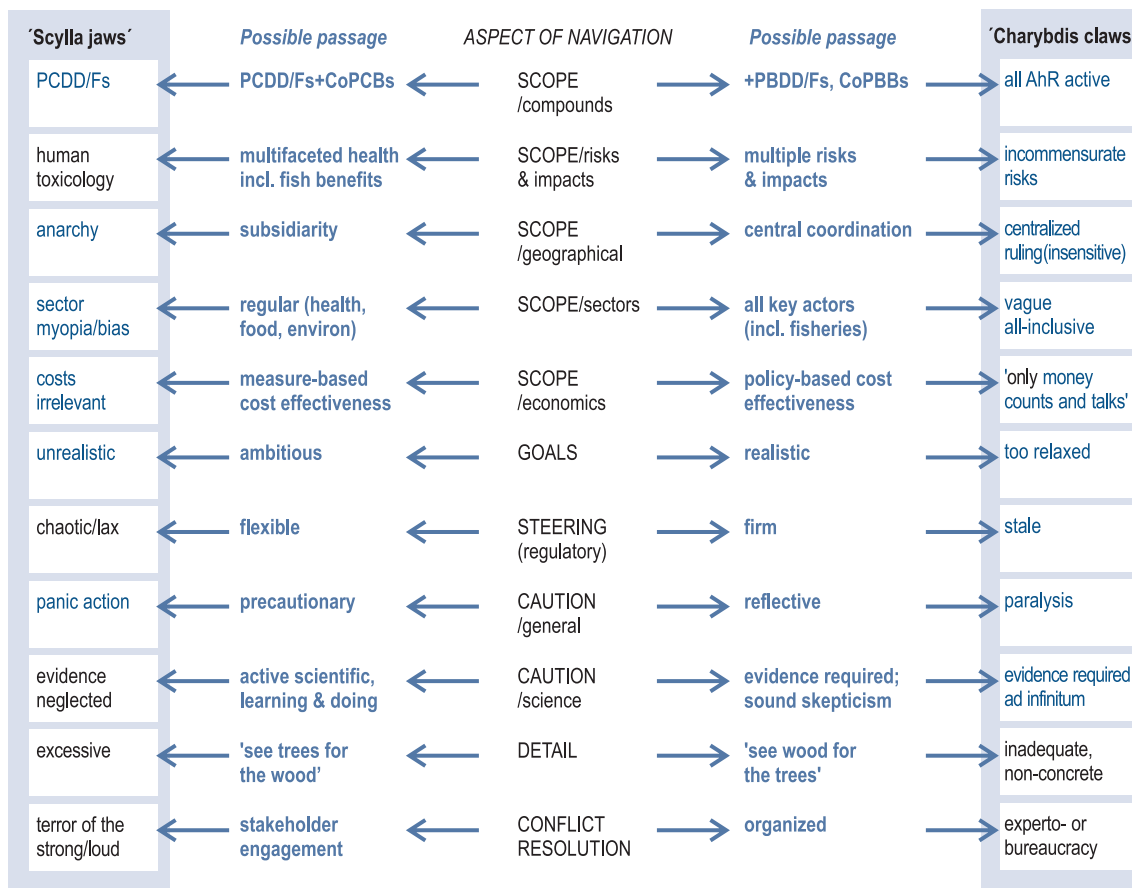 ´Scylla jaws´ Possible passage ASPECT OF NAVIGATION Possible passage ´Charybdis claws´
PCDD/Fs PCDD/Fs+CoPCBs SCOPE +PBDD/Fs, CoPBBs all AhR active
/compounds
human multifaceted health SCOPE/risks multiple risks incommensurate
toxicology incl. fish benefits & impacts & impacts risks
anarchy subsidiarity SCOPE central coordination centralized
/geographical ruling(insensitive)
sector regular (health, SCOPE/sectors all key actors vague
myopia/bias food, environ) (incl. fisheries) all-inclusive
costs measure-based SCOPE policy-based cost 'only money
irrelevant cost effectiveness /economics effectiveness counts and talks'
unrealistic ambitious GOALS realistic too relaxed
chaotic/lax flexible STEERING firm stale
(regulatory)
panic action precautionary CAUTION reflective paralysis
/general
evidence active scientific, CAUTION evidence required; evidence required
neglected learning & doing /science sound skepticism ad infinitum
excessive 'see trees for DETAIL 'see wood for inadequate,
the wood’ the trees' non-concrete
terror of the stakeholder CONFLICT organized experto- or
strong/loud engagement RESOLUTION bureaucracy